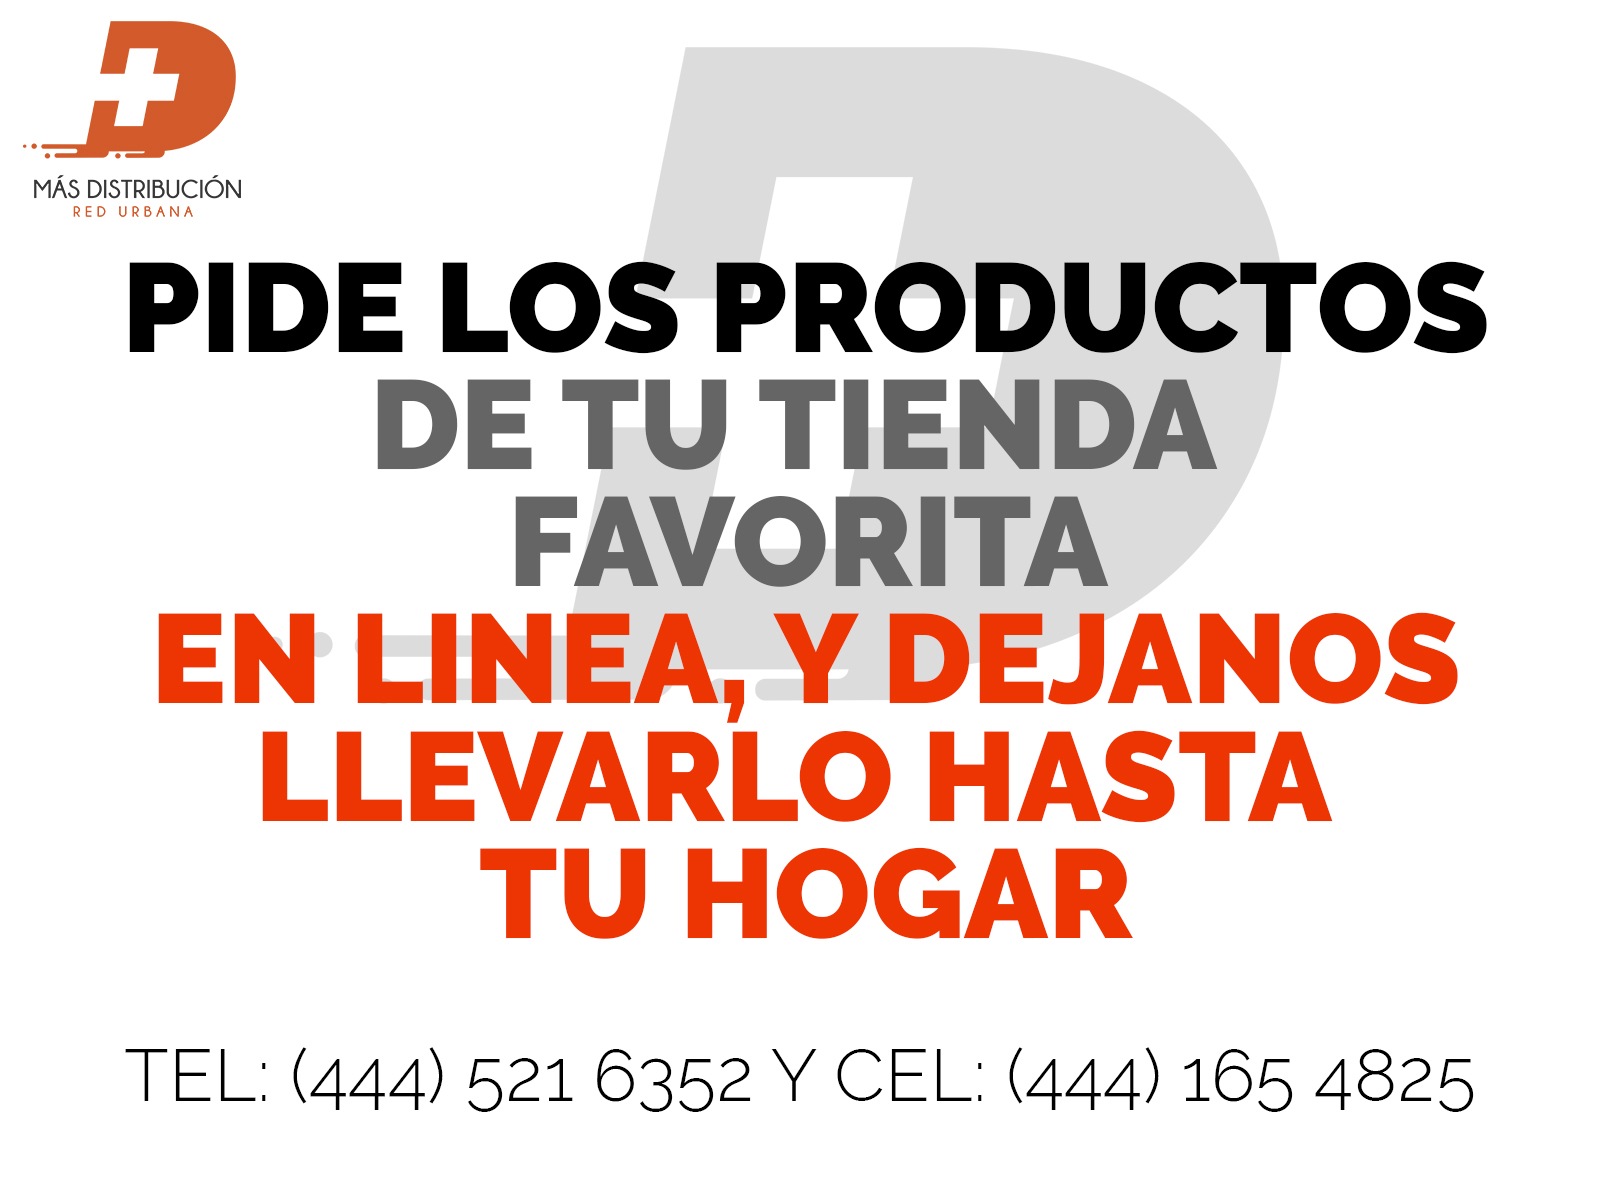 MÁS DISTRIBUCIÓN
RED URBANA
PIDE LOS PRODUCTOS
DE TU TIENDA
FAVORITA
EN LINEA, Y DEJANOS
LLEVARLO HASTA
TU HOGAR
TEL: (444) 521 6352 Y CEL: (444) 165 4825